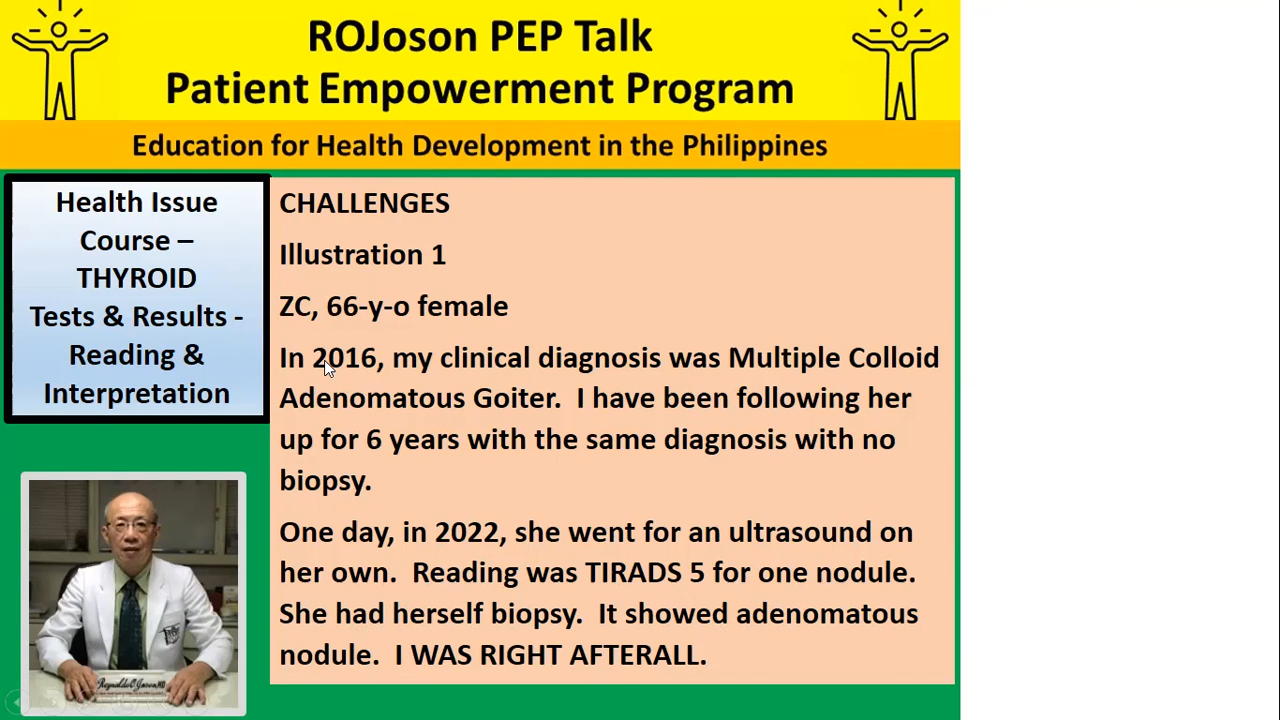 ROJoson PEP Talk
Patient Empowerment Program
Education for Health Development in the Philippines
Health Issue
Course –
THYROID
Tests & Results -
Reading &
Interpretation
CHALLENGES
Illustration 1
ZC, 66-y-o female
In 2016, my clinical diagnosis was Multiple Colloid
Adenomatous Goiter.  I have been following her
up for 6 years with the same diagnosis with no
biopsy.
One day, in 2022, she went for an ultrasound on
her own.  Reading was TIRADS 5 for one nodule.
She had herself biopsy.  It showed adenomatous
nodule.  I WAS RIGHT AFTERALL.
Reynaldo O. Joson, MD